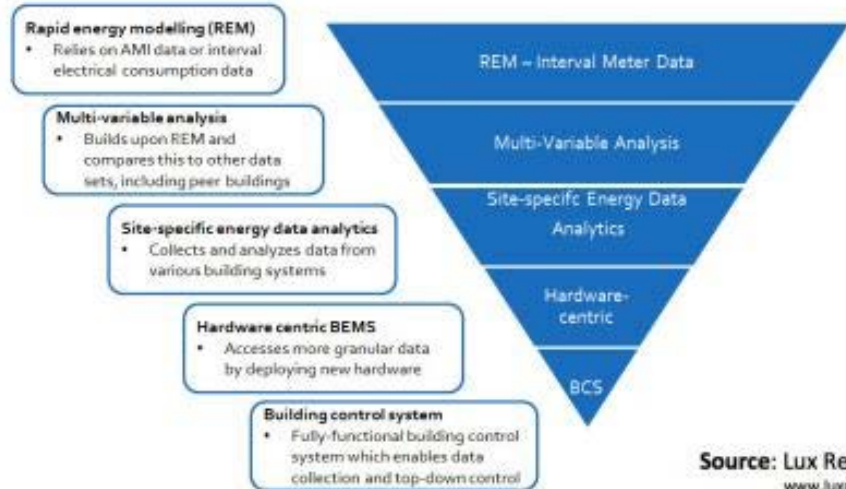 Rapid energy modelling (REM)
• Relies on AMI data or interval
electrical consumption data
Multi-variable analysis
• Builds upon REM and
compares this to other data
sets, including peer buildings
Site-specific energy data analytics
• Collects and analyzes data from
various building systems
Hardware centric BEMS
• Accesses more granular data
by deploying new hardware
Building control system
• Fully-functional building control
system which enables data
collection and top-down control
REM – Interval Meter Data
Multi-Variable Analysis
Site-specifc Energy Data
Analytics
Hardware-
centric
BCS
Source: Lux Re
www.lux